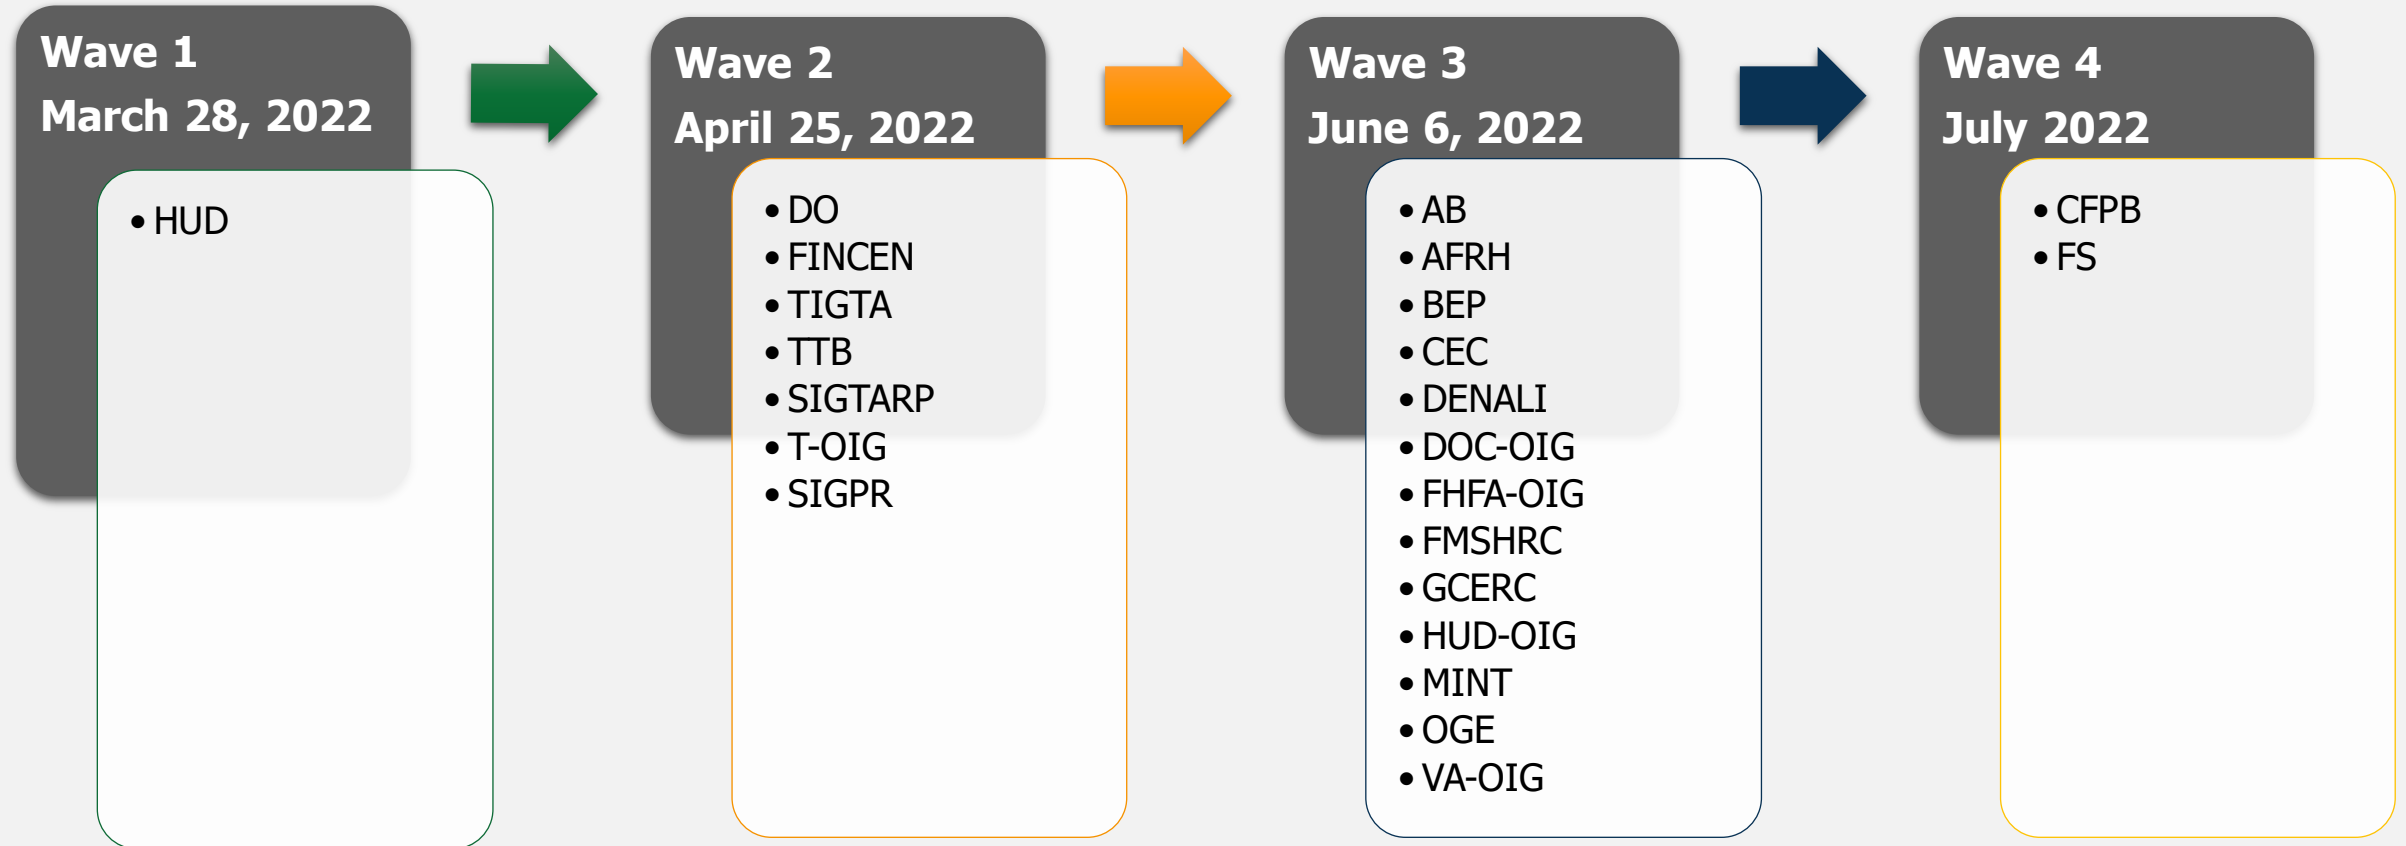 Wave 1
March 28, 2022
• HUD
Wave 2
April 25, 2022
• DO
• FINCEN
• TIGTA
• TTB
• SIGTARP
• T-OIG
• SIGPR
Wave 3
June 6, 2022
• AB
• AFRH
• BEP
• CEC
• DENALI
• DOC-OIG
• FHFA-OIG
• FMSHRC
• GCERC
• HUD-OIG
• MINT
• OGE
• VA-OIG
Wave 4
July 2022
• CFPB
• FS